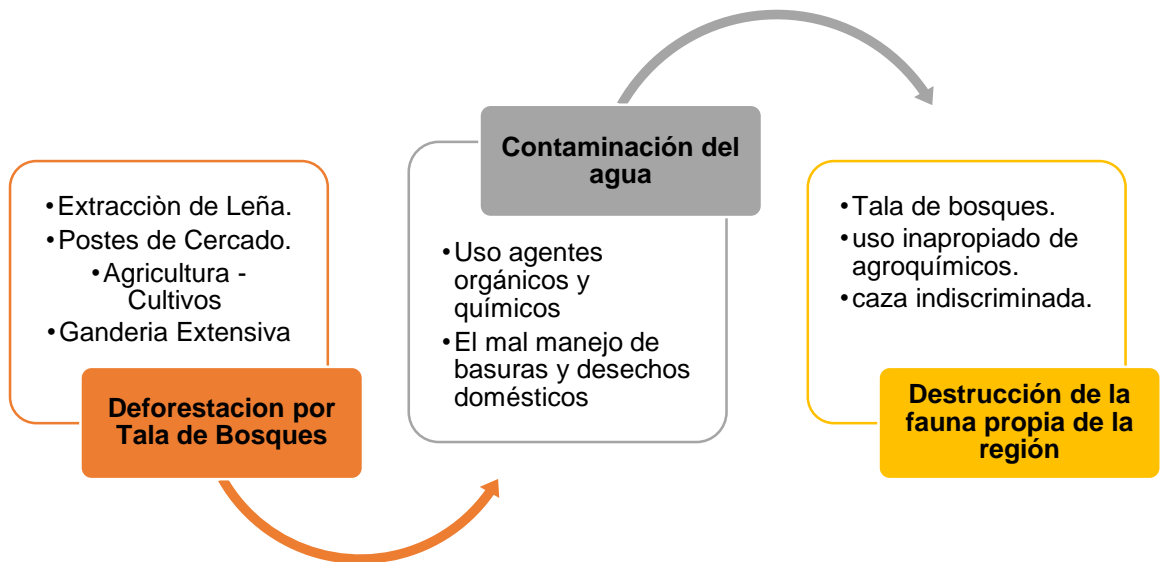 •Extracciòn de Leña.
•Postes de Cercado.
•Agricultura -
Cultivos
•Ganderia Extensiva
Deforestacion por
Tala de Bosques
Contaminación del
agua
•Uso agentes
orgánicos y
químicos
•El mal manejo de
basuras y desechos
domésticos
•Tala de bosques.
•uso inapropiado de
agroquímicos.
•caza indiscriminada.
Destrucción de la
fauna propia de la
región